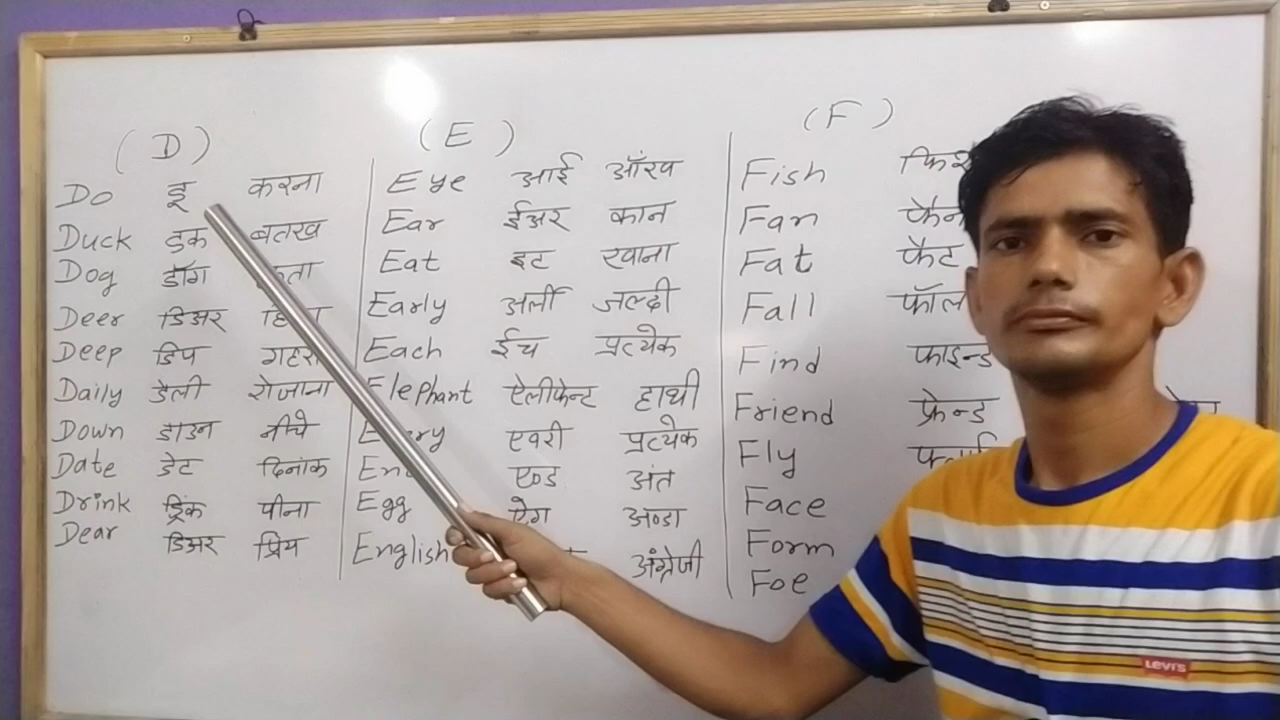 (D)
Do डू करना
Duck डक बतख
Dog डॉग
Deer डिअर
Deep डिप गहरा
Daily डेली रोजाना
Down डाउन नीचे
Date डेट दिनांक
Drink ड्रिंक पीना
Dear डिअर प्रिय
(E)
Eye आई ऑंख
Ear ईअर कान
Eat इट खाना
Early अर्ली जल्दी
Each ईच प्रत्येक
Elephant ऐलीफेन्ट हाथी
एवरी प्रत्येक
एण्ड अंत
Egg ऐग अण्डा
English अंग्रेजी
(F)
Fish
Fan फैन
Fat फैट
Fall फॉल
Find फाइन्ड
Friend फ्रेन्ड
Fly
Face
Form
Foe
Levi's